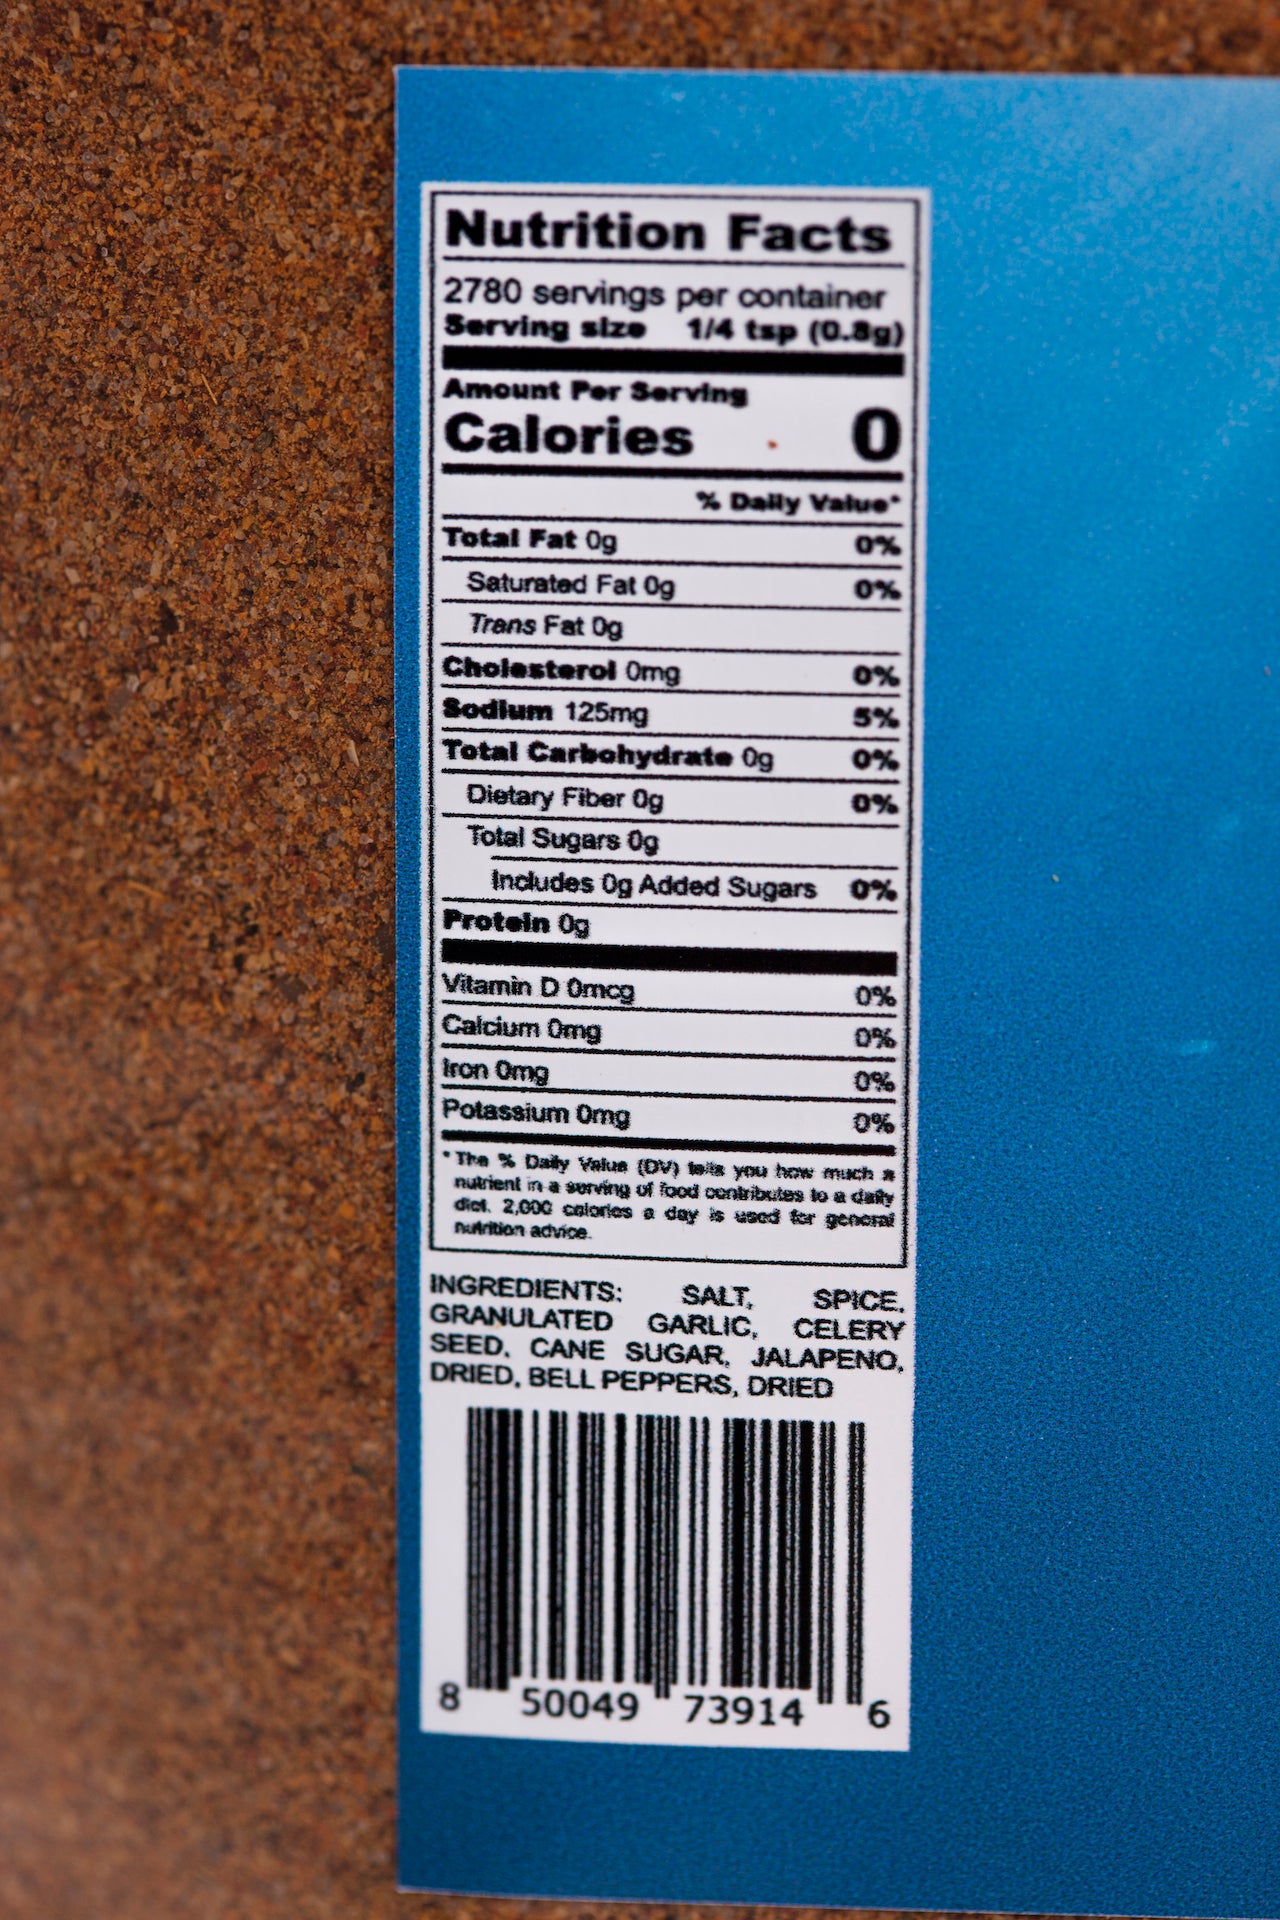 Nutrition Facts
2780 servings per container
Serving size 1/4 tsp (0.8g)
Amount Per Serving
Calories 0
% Daily Value*
Total Fat 0g 0%
Saturated Fat 0g 0%
Trans Fat 0g
Cholesterol 0mg 0%
Sodium 125mg 5%
Total Carbohydrate 0g 0%
Dietary Fiber 0g 0%
Total Sugars 0g
Includes 0g Added Sugars 0%
Protein 0g
Vitamin D 0mcg 0%
Calcium 0mg 0%
Iron 0mg 0%
Potassium 0mg 0%
* The % Daily Value (DV) tells you how much a
nutrient in a serving of food contributes to a daily
diet. 2,000 calories a day is used for general
nutrition advice.
INGREDIENTS: SALT, SPICE,
GRANULATED GARLIC, CELERY
SEED, CANE SUGAR, JALAPENO,
DRIED, BELL PEPPERS, DRIED
8 50049 73914 6